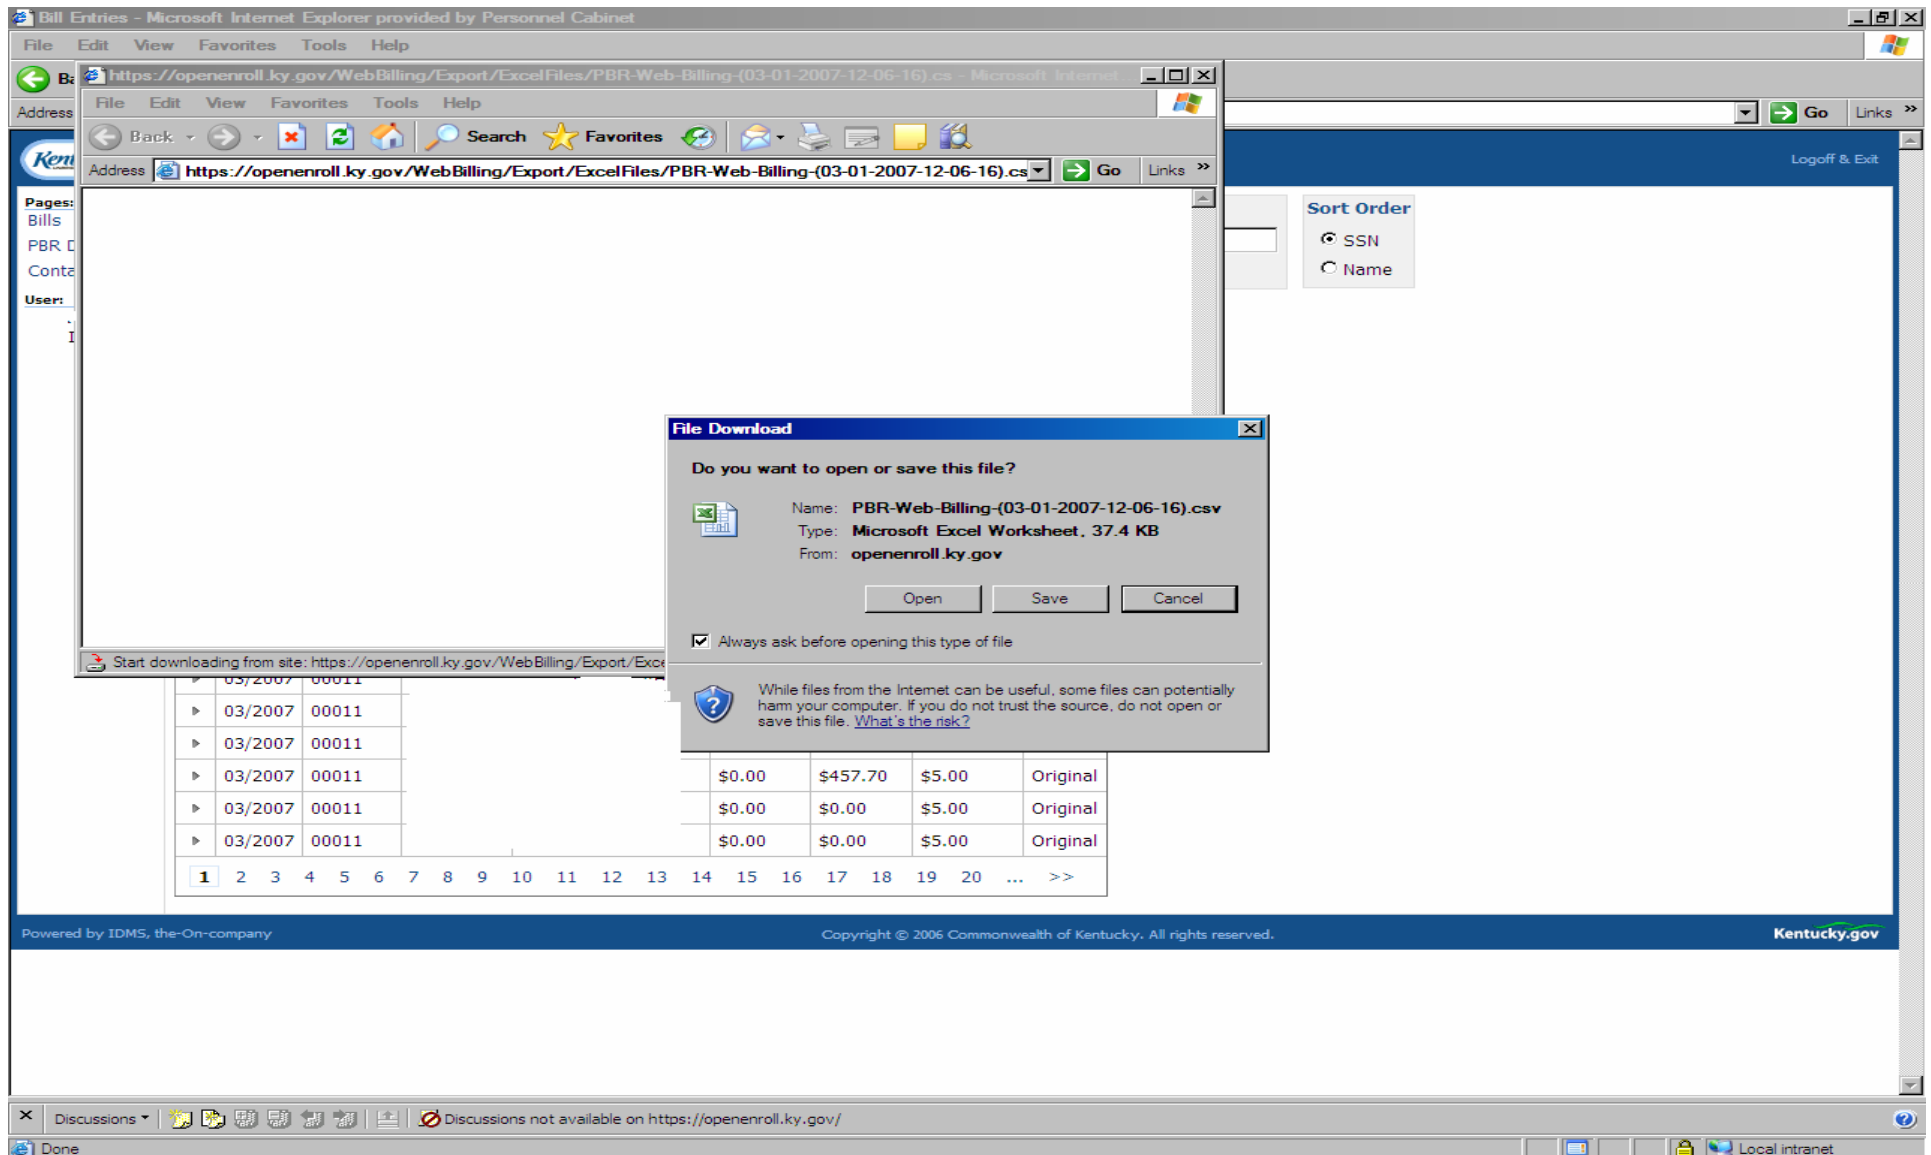 Bill Entries - Microsoft Internet Explorer provided by Personnel Cabinet
File Edit View Favorites Tools Help
https://openenroll.ky.gov/WebBilling/Export/ExcelFiles/PBR-Web-Billing-(03-01-2007-12-06-16).cs - Microsoft Internet...
File Edit View Favorites Tools Help
Back Search Favorites
Address https://openenroll.ky.gov/WebBilling/Export/ExcelFiles/PBR-Web-Billing-(03-01-2007-12-06-16).cs Go Links »
Address Go Links »
Logoff & Exit
Pages:
Bills
PBR
Conta
User:
Sort Order
SSN
Name
File Download
Do you want to open or save this file?
Name: PBR-Web-Billing-(03-01-2007-12-06-16).csv
Type: Microsoft Excel Worksheet, 37.4 KB
From: openenroll.ky.gov
Open Save Cancel
Always ask before opening this type of file
While files from the Internet can be useful, some files can potentially
harm your computer. If you do not trust the source, do not open or
save this file. What's the risk?
Start downloading from site: https://openenroll.ky.gov/WebBilling/Export/Exce
03/2007 00011
03/2007 00011
03/2007 00011
03/2007 00011 $0.00 $457.70 $5.00 Original
03/2007 00011 $0.00 $0.00 $5.00 Original
03/2007 00011 $0.00 $0.00 $5.00 Original
1 2 3 4 5 6 7 8 9 10 11 12 13 14 15 16 17 18 19 20 ... >>
Powered by IDMS, the-On-company Copyright © 2006 Commonwealth of Kentucky. All rights reserved. Kentucky.gov
Discussions Discussions not available on https://openenroll.ky.gov/
Done Local intranet